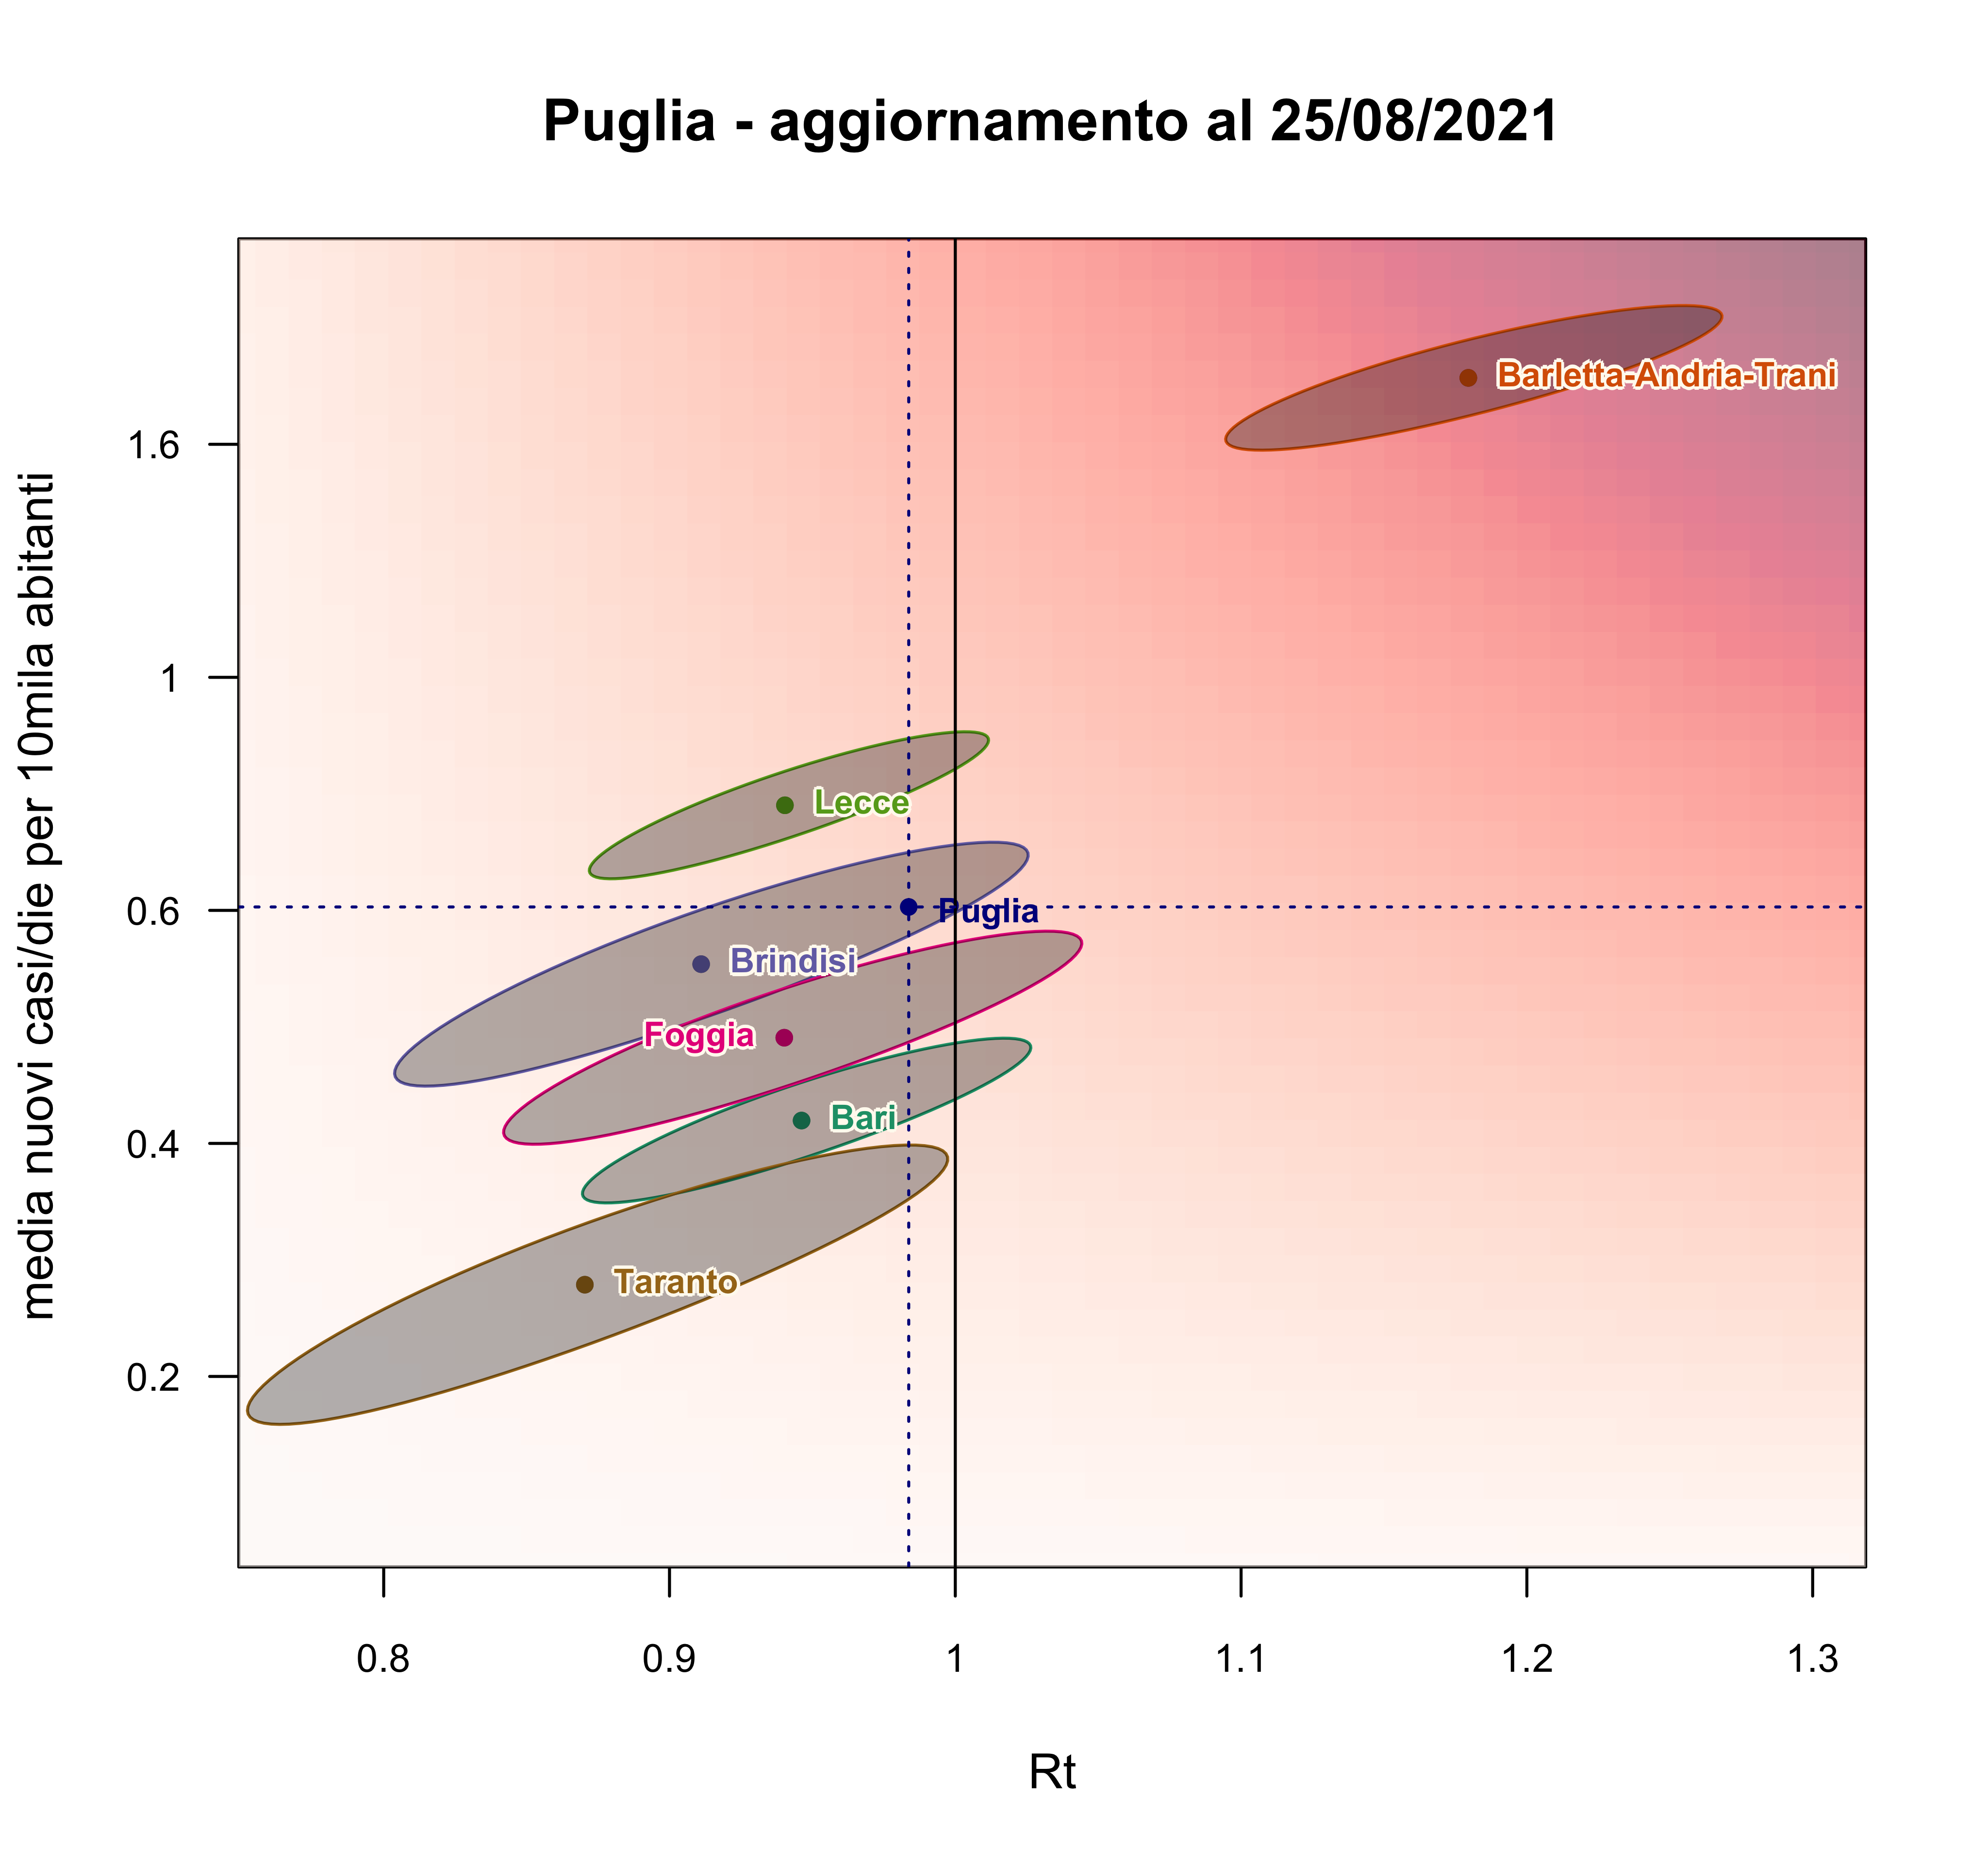 Puglia - aggiornamento al 25/08/2021
media nuovi casi/die per 10mila abitanti
1.6
1
0.6
0.4
0.2
Barletta-Andria-Trani
Lecce
Puglia
Brindisi
Foggia
Bari
Taranto
0.8 0.9 1 1.1 1.2 1.3
Rt